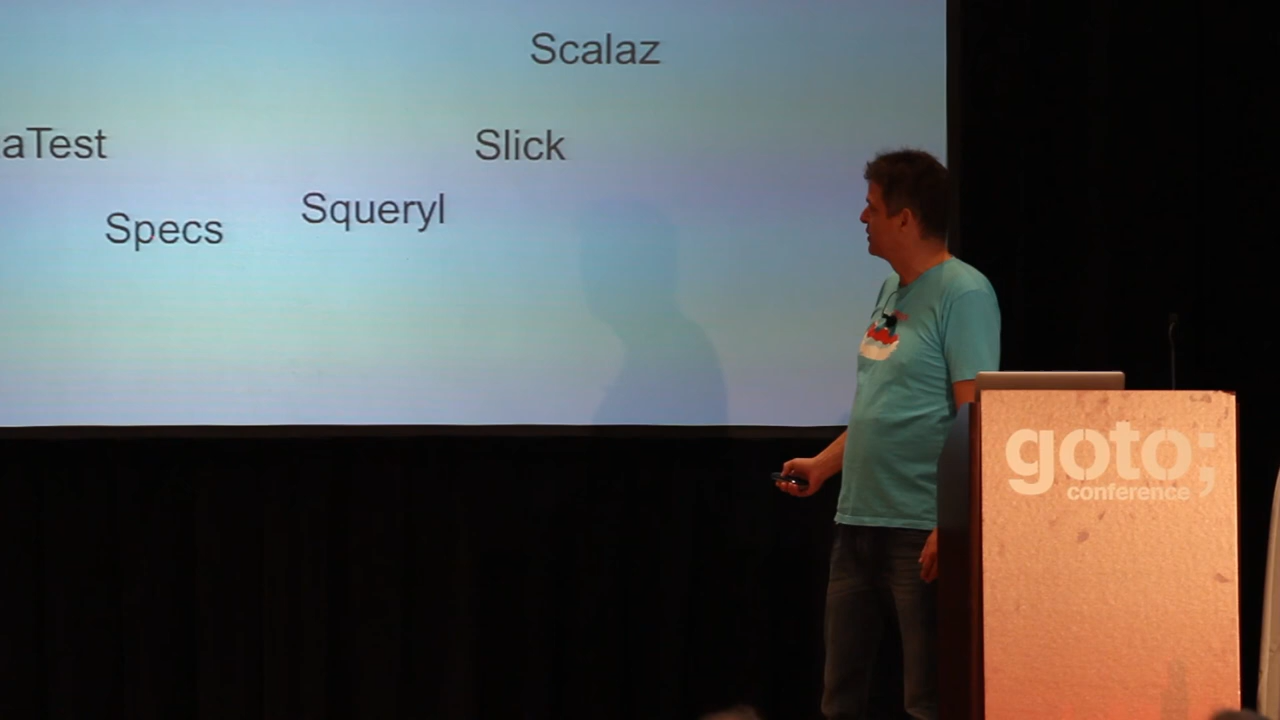 Scalaz
aTest
Slick
Squeryl
Specs
goto;
conference